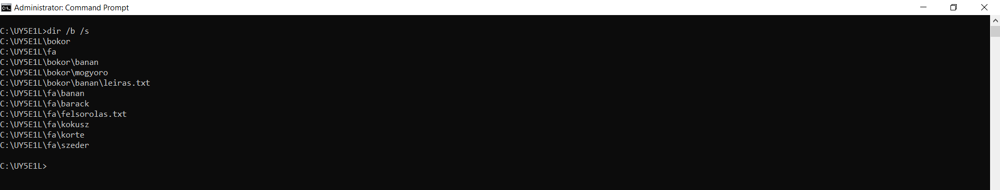 Administrator: Command Prompt
C:\UY5E1L>dir /b /s
C:\UY5E1L\bokor
C:\UY5E1L\fa
C:\UY5E1L\bokor\banan
C:\UY5E1L\bokor\mogyoro
C:\UY5E1L\bokor\banan\leiras.txt
C:\UY5E1L\fa\banan
C:\UY5E1L\fa\barack
C:\UY5E1L\fa\felsorolas.txt
C:\UY5E1L\fa\kokusz
C:\UY5E1L\fa\korte
C:\UY5E1L\fa\szeder
C:\UY5E1L>